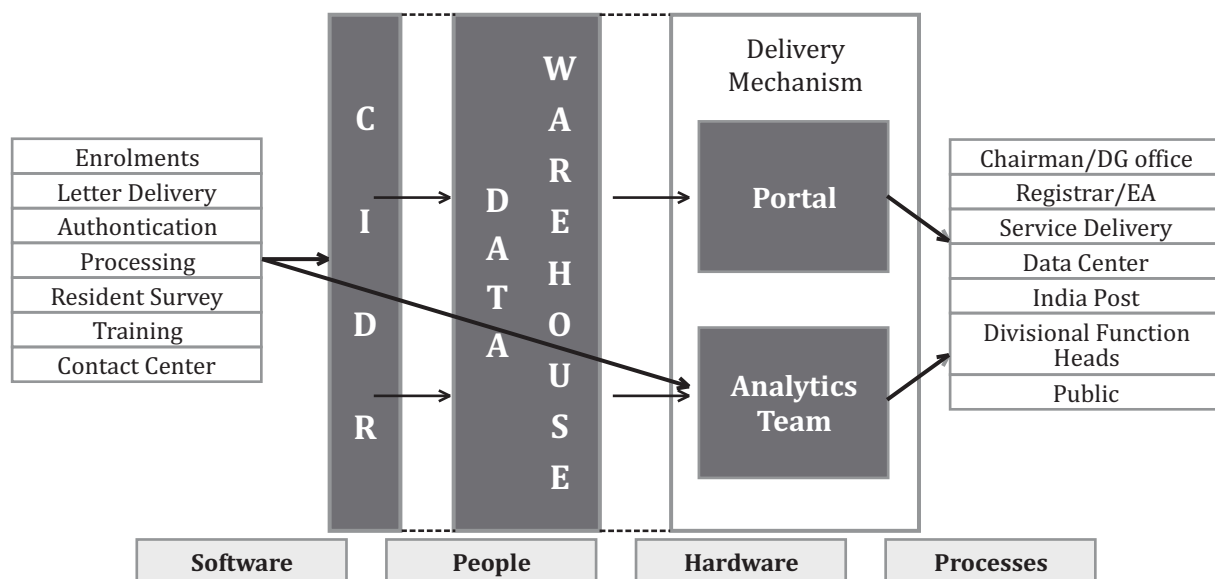 Enrolments
Letter Delivery
Authontication
Processing
Resident Survey
Training
Contact Center
C
I
D
R
D
A
T
A
W
A
R
E
H
O
U
S
E
Delivery
Mechanism
Portal
Analytics
Team
Chairman/DG office
Registrar/EA
Service Delivery
Data Center
India Post
Divisional Function
Heads
Public
Software
People
Hardware
Processes